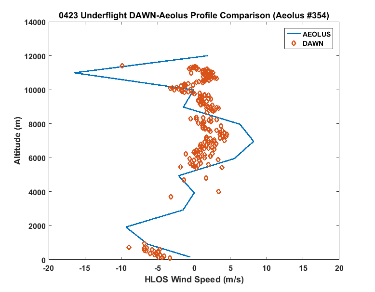 0423 Underflight DAWN-Aeolus Profile Comparison (Aeolus #354)
14000
12000
10000
8000
6000
4000
2000
0
Altitude (m)
AEOLUS
DAWN
-20 -15 -10 -5 0 5 10 15 20
HLOS Wind Speed (m/s)